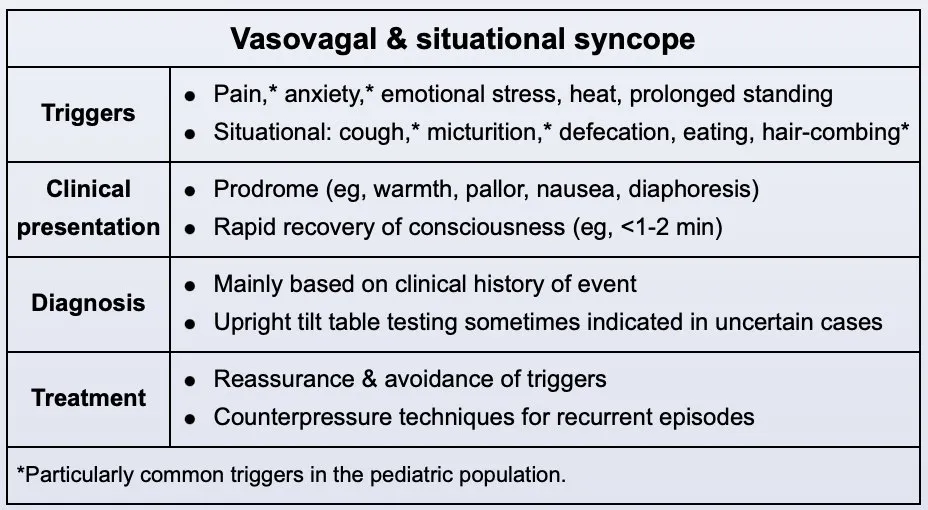 Vasovagal & situational syncope
Triggers
● Pain,* anxiety,* emotional stress, heat, prolonged standing
● Situational: cough,* micturition,* defecation, eating, hair-combing*
Clinical
presentation
● Prodrome (eg, warmth, pallor, nausea, diaphoresis)
● Rapid recovery of consciousness (eg, <1-2 min)
Diagnosis
● Mainly based on clinical history of event
● Upright tilt table testing sometimes indicated in uncertain cases
Treatment
● Reassurance & avoidance of triggers
● Counterpressure techniques for recurrent episodes
*Particularly common triggers in the pediatric population.